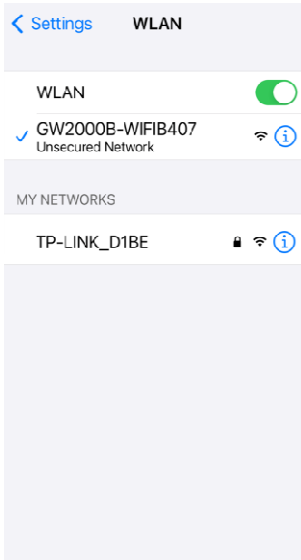 Settings WLAN
WLAN
GW2000B-WIFIB407
Unsecured Network
MY NETWORKS
TP-LINK_D1BE